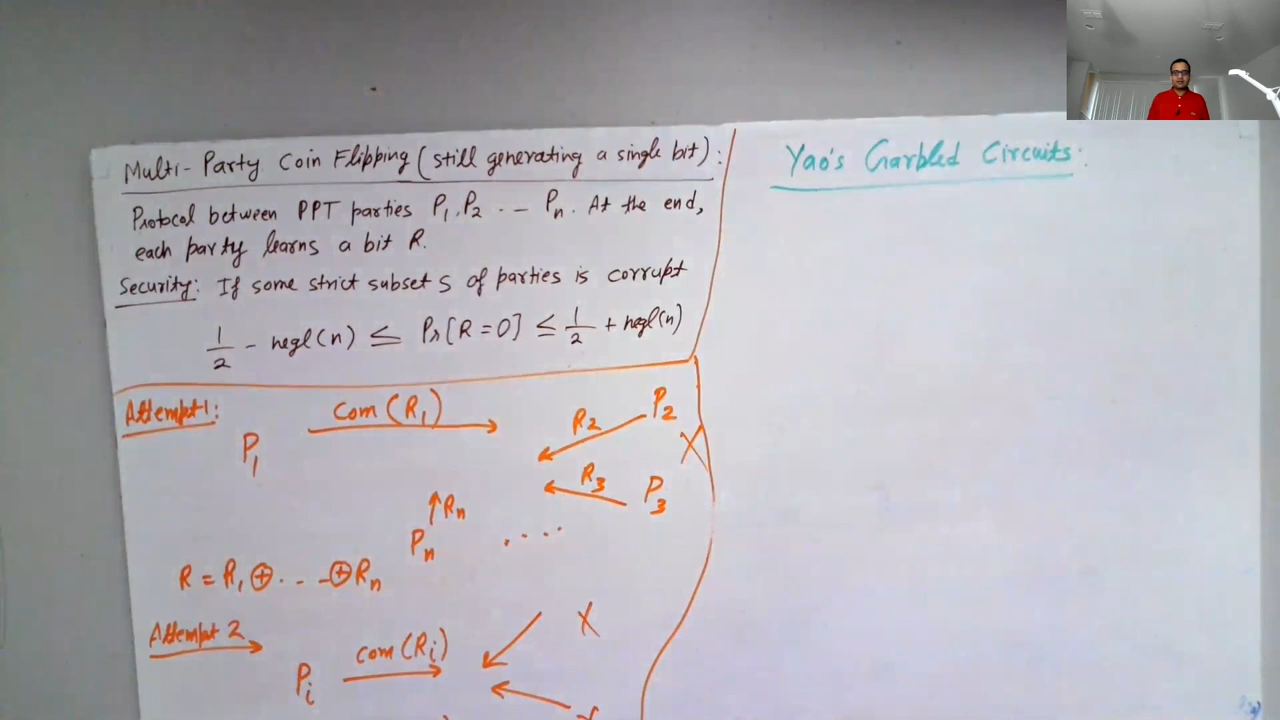 Multi-Party Coin Flipping (still generating a single bit):
Protocol between PPT parties P₁, P₂ ... Pₙ. At the end,
each party learns a bit R.
Security: If some strict subset S of parties is corrupt
1/2 - negl(n) ≤ Pr[R=0] ≤ 1/2 + negl(n)
Attempt 1:
Com(R₁)
P₁
R₂
P₂
X
R₃
P₃
↑Rₙ
Pₙ
....
R = R₁ ⊕ ... ⊕ Rₙ
Attempt 2
Pᵢ
com(Rᵢ)
X
Yao's Garbled Circuits: